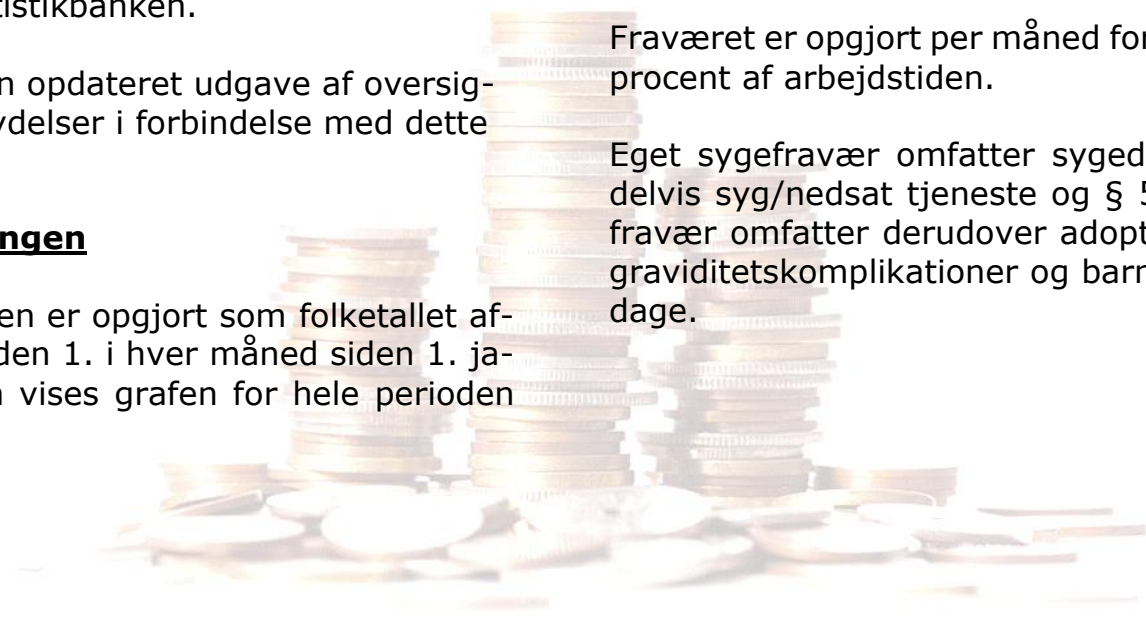 tistikbanken.
n opdateret udgave af oversig-
ydelser i forbindelse med dette
ngen
en er opgjort som folketallet af-
den 1. i hver måned siden 1. ja-
vises grafen for hele perioden
Fraværet er opgjort per måned for
procent af arbejdstiden.
Eget sygefravær omfatter syged
delvis syg/nedsat tjeneste og § 5
fravær omfatter derudover adopt
graviditetskomplikationer og barn
dage.